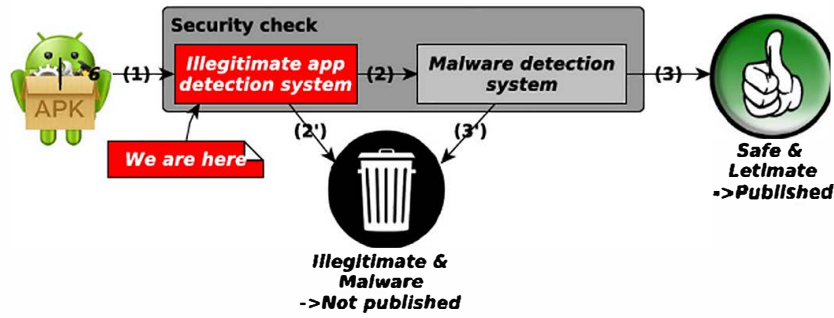 Security check
6
APK
(1)
Illegitimate app
detection system
(2)
Malware detection
system
(3)
We are here
(2')
(3')
Safe &
Letimate
->Published
Illegitimate &
Malware
->Not published